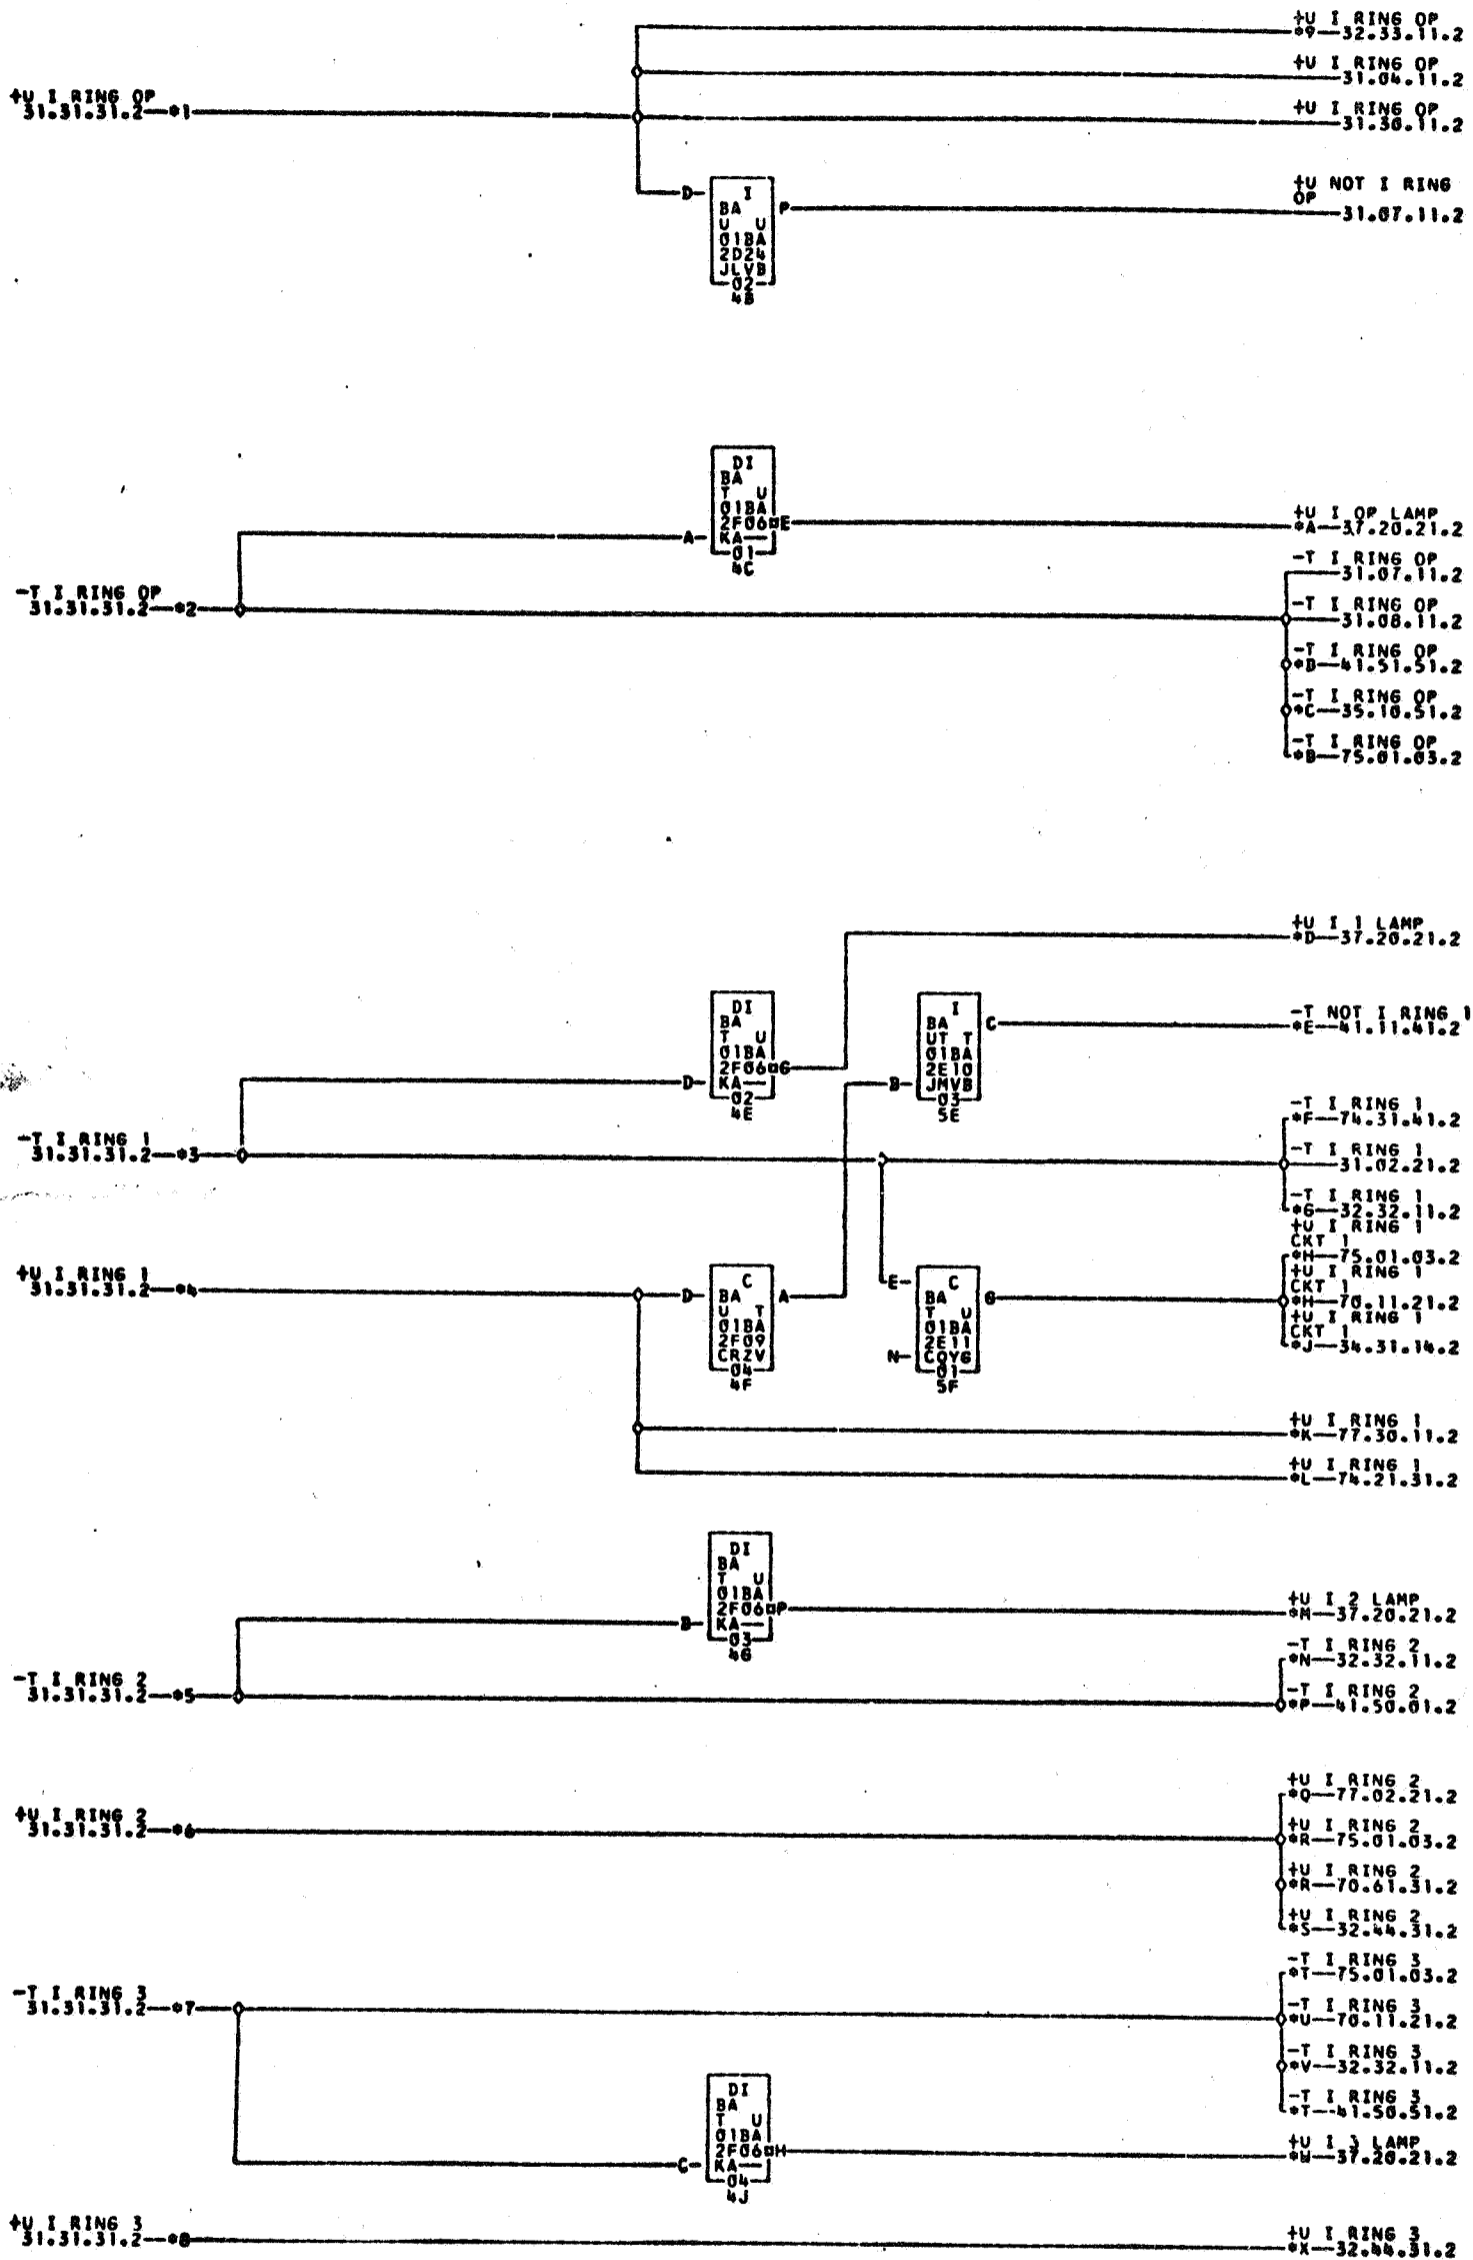 +U I RING OP
*9—32.33.11.2
+U I RING OP
31.04.11.2
+U I RING OP
31.31.31.2—*1
+U I RING OP
31.30.11.2
+U NOT I RING
OP
31.07.11.2
D
I
BA
P
U U
01BA
2D24
JLVB
02
4B
DI
BA
T U
01BA
2F06 E
A
KA
01
4C
+U I OP LAMP
*A—37.20.21.2
-T I RING OP
31.07.11.2
-T I RING OP
31.31.31.2—*2
-T I RING OP
31.08.11.2
-T I RING OP
*B—41.51.51.2
-T I RING OP
*C—35.10.51.2
-T I RING OP
*B—75.01.03.2
+U I 1 LAMP
*D—37.20.21.2
DI
BA
T U
01BA
2F06 G
D
KA
02
4E
I
BA
C
UT T
01BA
2E10
B
JMVB
03
5E
-T NOT I RING 1
*E—41.11.41.2
-T I RING 1
31.31.31.2—*3
-T I RING 1
*F—74.31.41.2
-T I RING 1
31.02.21.2
-T I RING 1
*G—32.32.11.2
+U I RING 1
CKT 1
*H—75.01.03.2
+U I RING 1
CKT 1
*H—70.11.21.2
+U I RING 1
CKT 1
*J—34.31.14.2
+U I RING 1
31.31.31.2—*4
D
C
BA
A
U T
01BA
2F09
CRZV
04
4F
E
C
BA
G
T U
01BA
2E11
N
CQYG
01
5F
+U I RING 1
*K—77.30.11.2
+U I RING 1
*L—74.21.31.2
DI
BA
T U
01BA
2F06 P
B
KA
03
4G
+U I 2 LAMP
*M—37.20.21.2
-T I RING 2
31.31.31.2—*5
-T I RING 2
*N—32.32.11.2
-T I RING 2
*P—41.50.01.2
+U I RING 2
31.31.31.2—*6
+U I RING 2
*Q—77.02.21.2
+U I RING 2
*R—75.01.03.2
+U I RING 2
*R—70.61.31.2
+U I RING 2
*S—32.44.31.2
-T I RING 3
31.31.31.2—*7
-T I RING 3
*T—75.01.03.2
-T I RING 3
*U—70.11.21.2
-T I RING 3
*V—32.32.11.2
-T I RING 3
*T—41.50.51.2
DI
BA
T U
01BA
2F06 H
C
KA
04
4J
+U I 3 LAMP
*W—37.20.21.2
+U I RING 3
31.31.31.2—*8
+U I RING 3
*X—32.44.31.2